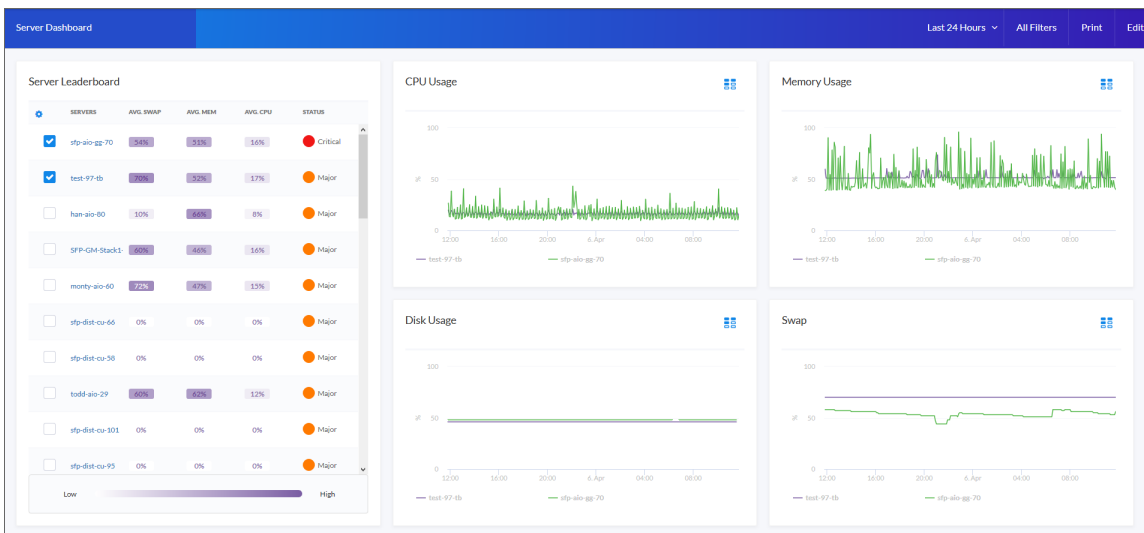 Server Dashboard
Last 24 Hours
All Filters
Print
Edit
Server Leaderboard
SERVERS AVG. SWAP AVG. MEM AVG. CPU STATUS
sfp-aio-gg-70 54% 51% 16% Critical
test-97-tb 70% 52% 17% Major
han-aio-80 10% 66% 8% Major
SFP-GM-Stack1- 60% 46% 16% Major
monty-aio-60 72% 47% 15% Major
sfp-dist-cu-66 0% 0% 0% Major
sfp-dist-cu-58 0% 0% 0% Major
todd-aio-29 60% 62% 12% Major
sfp-dist-cu-101 0% 0% 0% Major
sfp-dist-cu-95 0% 0% 0% Major
Low High
CPU Usage
100
50
0
%
12:00 16:00 20:00 6. Apr 04:00 08:00
test-97-tb sfp-aio-gg-70
Memory Usage
100
50
0
%
12:00 16:00 20:00 6. Apr 04:00 08:00
test-97-tb sfp-aio-gg-70
Disk Usage
100
50
0
%
12:00 16:00 20:00 6. Apr 04:00 08:00
test-97-tb sfp-aio-gg-70
Swap
100
50
0
%
12:00 16:00 20:00 6. Apr 04:00 08:00
test-97-tb sfp-aio-gg-70